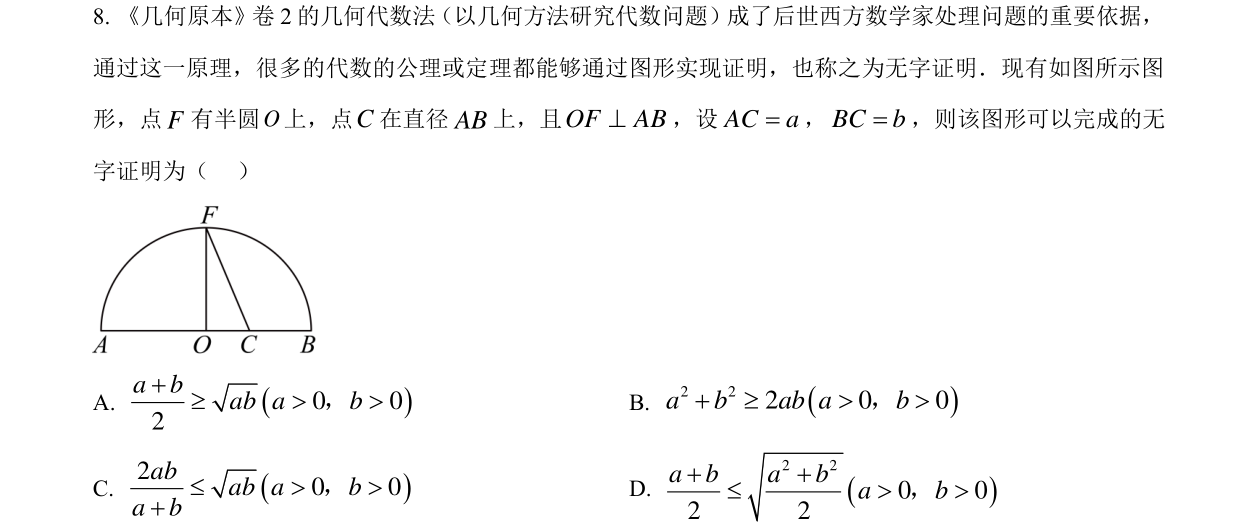 8. 《几何原本》卷 2 的几何代数法（以几何方法研究代数问题）成了后世西方数学家处理问题的重要依据，
通过这一原理，很多的代数的公理或定理都能够通过图形实现证明，也称之为无字证明．现有如图所示图
形，点 F 有半圆 O 上，点 C 在直径 AB 上，且 OF ⊥ AB，设 AC = a， BC = b，则该图形可以完成的无
字证明为（ ）
F
A O C B
A. \frac{a+b}{2} ≥ \sqrt{ab} (a > 0，b > 0)
B. a² + b² ≥ 2ab (a > 0，b > 0)
C. \frac{2ab}{a+b} ≤ \sqrt{ab} (a > 0，b > 0)
D. \frac{a+b}{2} ≤ \sqrt{\frac{a²+b²}{2}} (a > 0，b > 0)